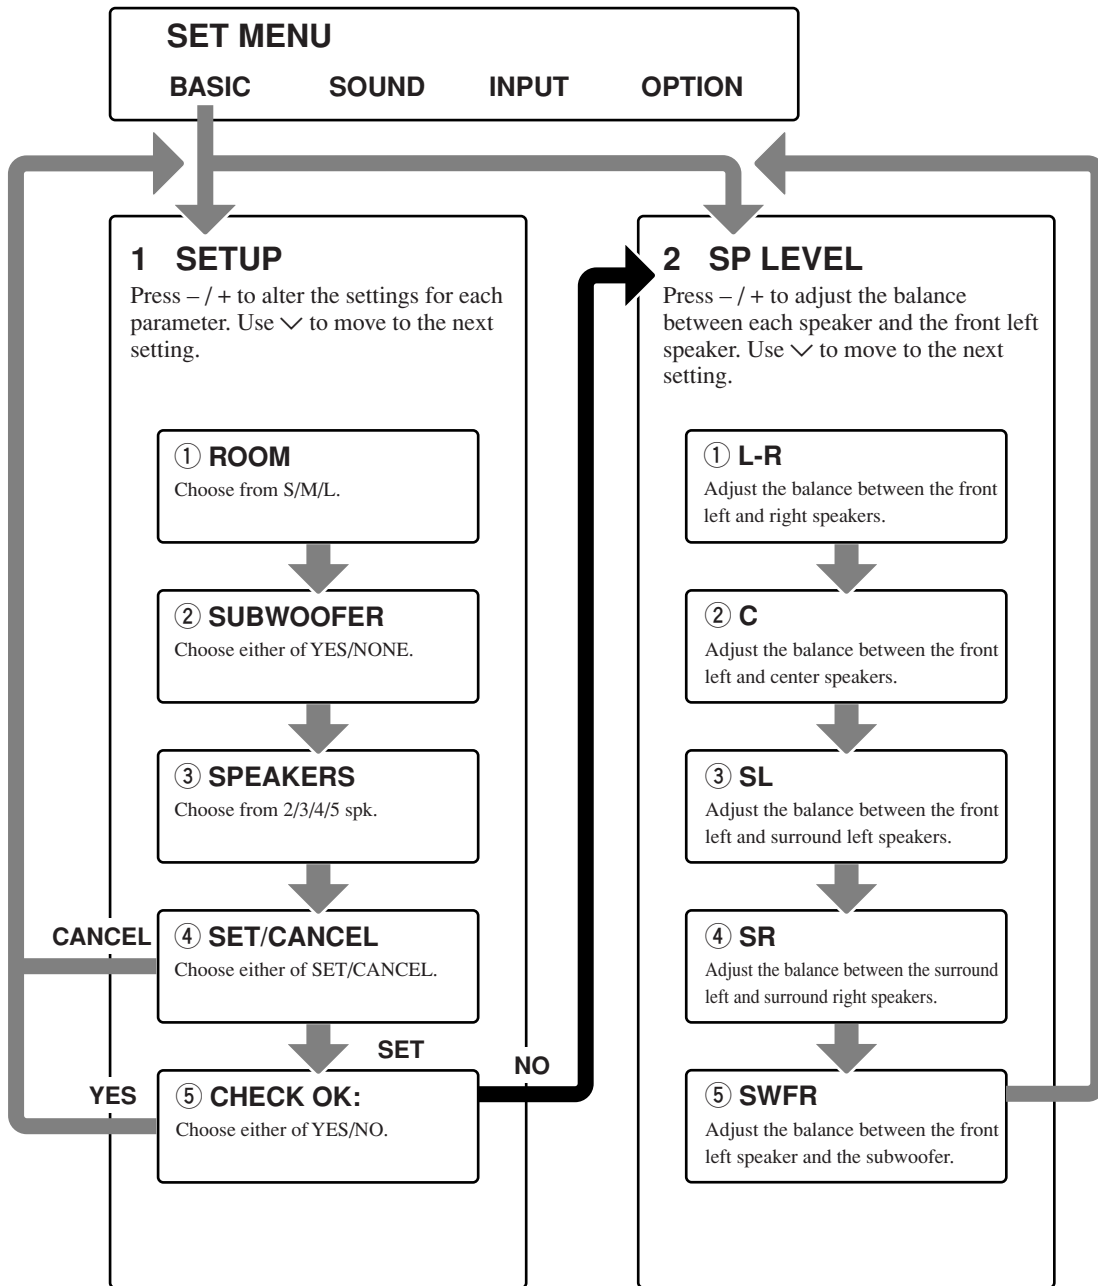 SET MENU
BASIC SOUND INPUT OPTION
1 SETUP
Press – / + to alter the settings for each
parameter. Use ∨ to move to the next
setting.
① ROOM
Choose from S/M/L.
② SUBWOOFER
Choose either of YES/NONE.
③ SPEAKERS
Choose from 2/3/4/5 spk.
CANCEL
④ SET/CANCEL
Choose either of SET/CANCEL.
SET
NO
YES
⑤ CHECK OK:
Choose either of YES/NO.
2 SP LEVEL
Press – / + to adjust the balance
between each speaker and the front left
speaker. Use ∨ to move to the next
setting.
① L-R
Adjust the balance between the front
left and right speakers.
② C
Adjust the balance between the front
left and center speakers.
③ SL
Adjust the balance between the front
left and surround left speakers.
④ SR
Adjust the balance between the surround
left and surround right speakers.
⑤ SWFR
Adjust the balance between the front
left speaker and the subwoofer.